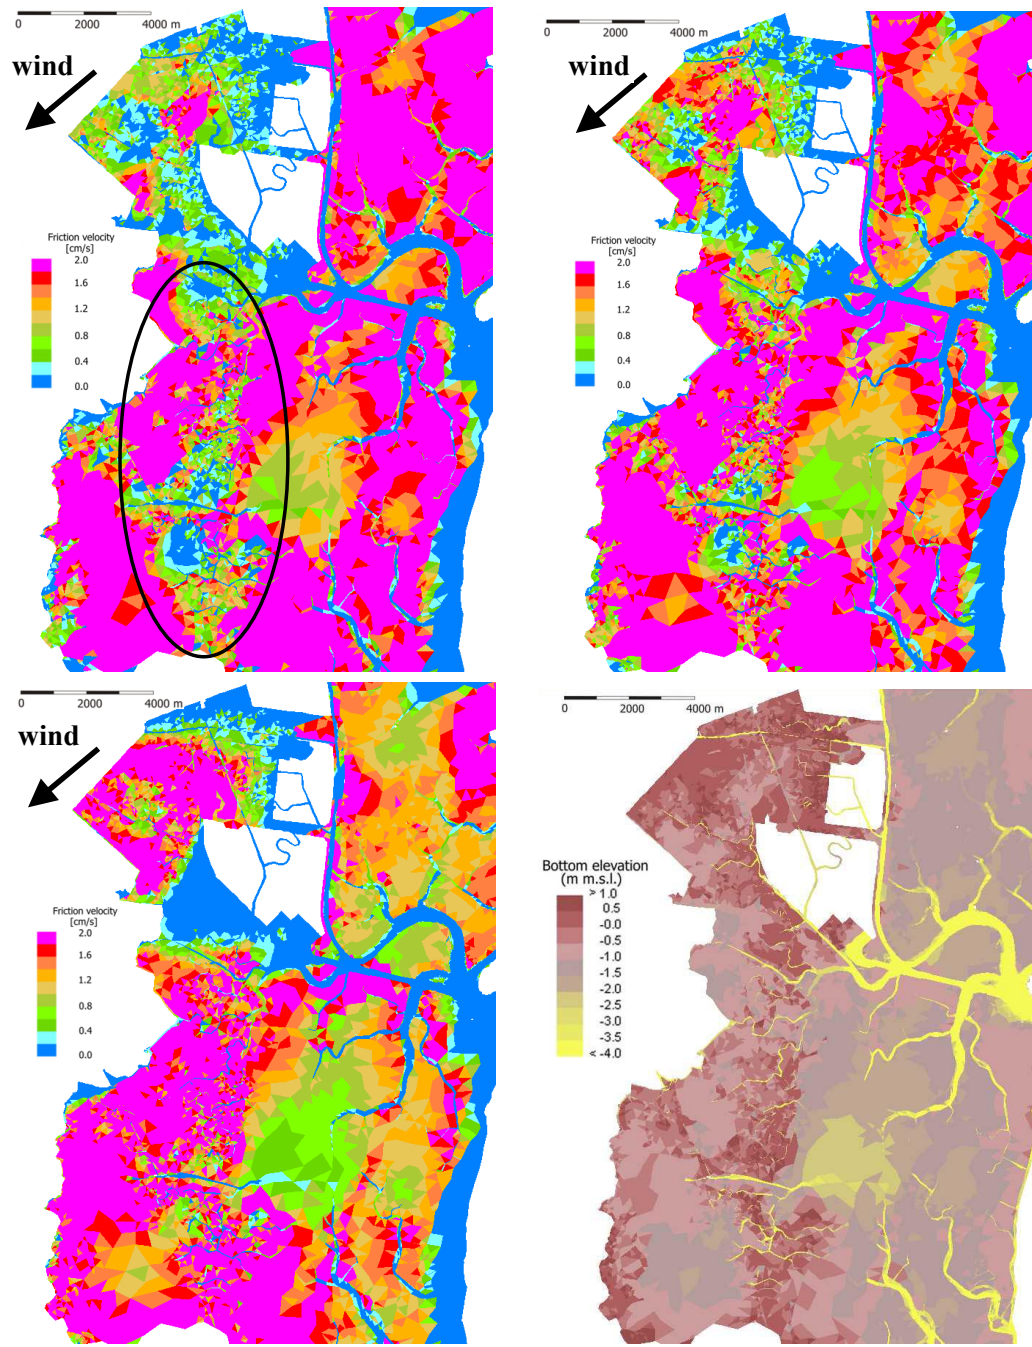 0 2000 4000 m
wind
Friction velocity
[cm/s]
2.0
1.6
1.2
0.8
0.4
0.0
0 2000 4000 m
wind
Friction velocity
[cm/s]
2.0
1.6
1.2
0.8
0.4
0.0
0 2000 4000 m
wind
Friction velocity
[cm/s]
2.0
1.6
1.2
0.8
0.4
0.0
0 2000 4000 m
Bottom elevation
(m m.s.l.)
> 1.0
0.5
-0.0
-0.5
-1.0
-1.5
-2.0
-2.5
-3.0
-3.5
< -4.0